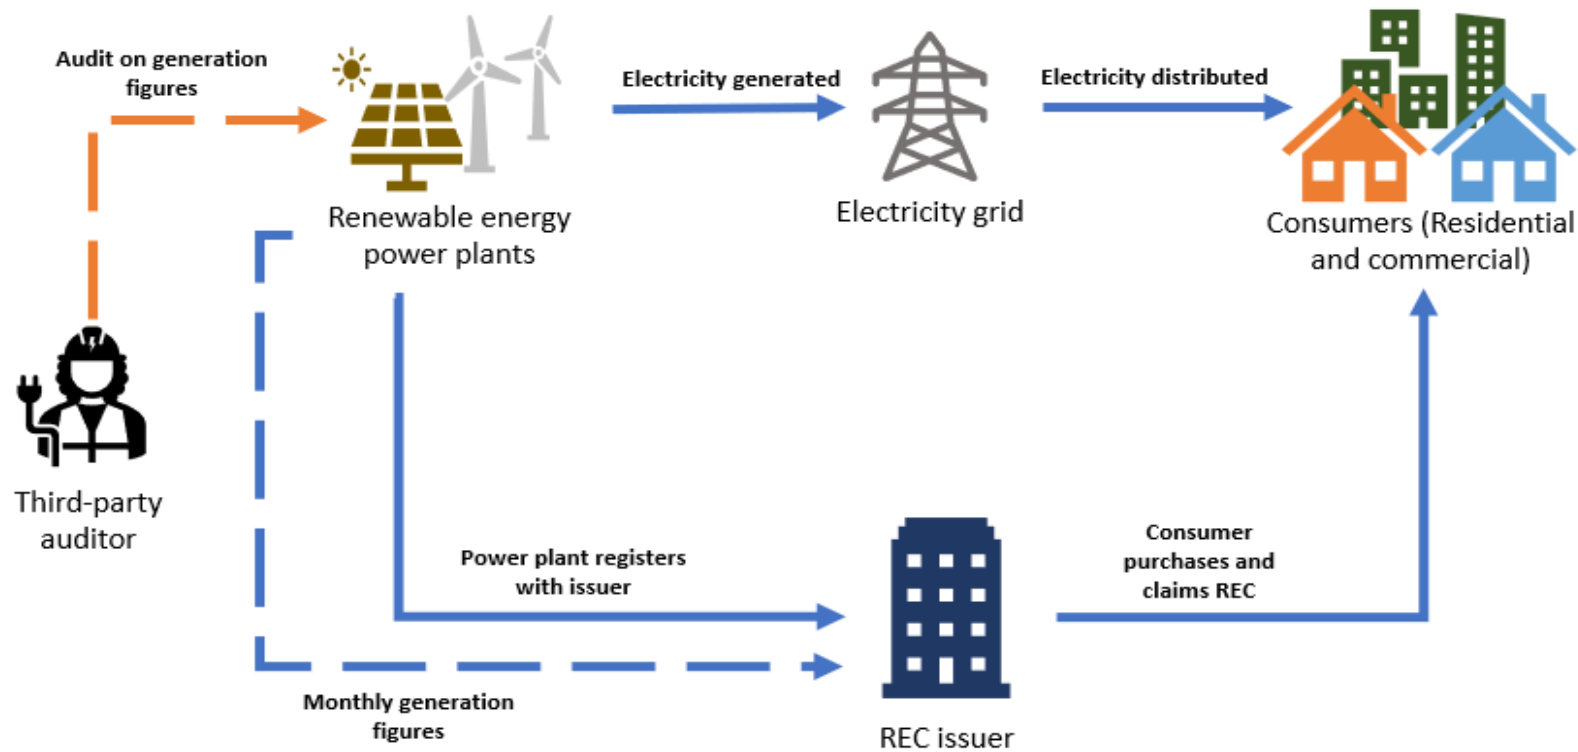 Audit on generation
figures
Electricity generated
Electricity distributed
Renewable energy
power plants
Electricity grid
Consumers (Residential
and commercial)
Third-party
auditor
Power plant registers
with issuer
Consumer
purchases and
claims REC
Monthly generation
figures
REC issuer